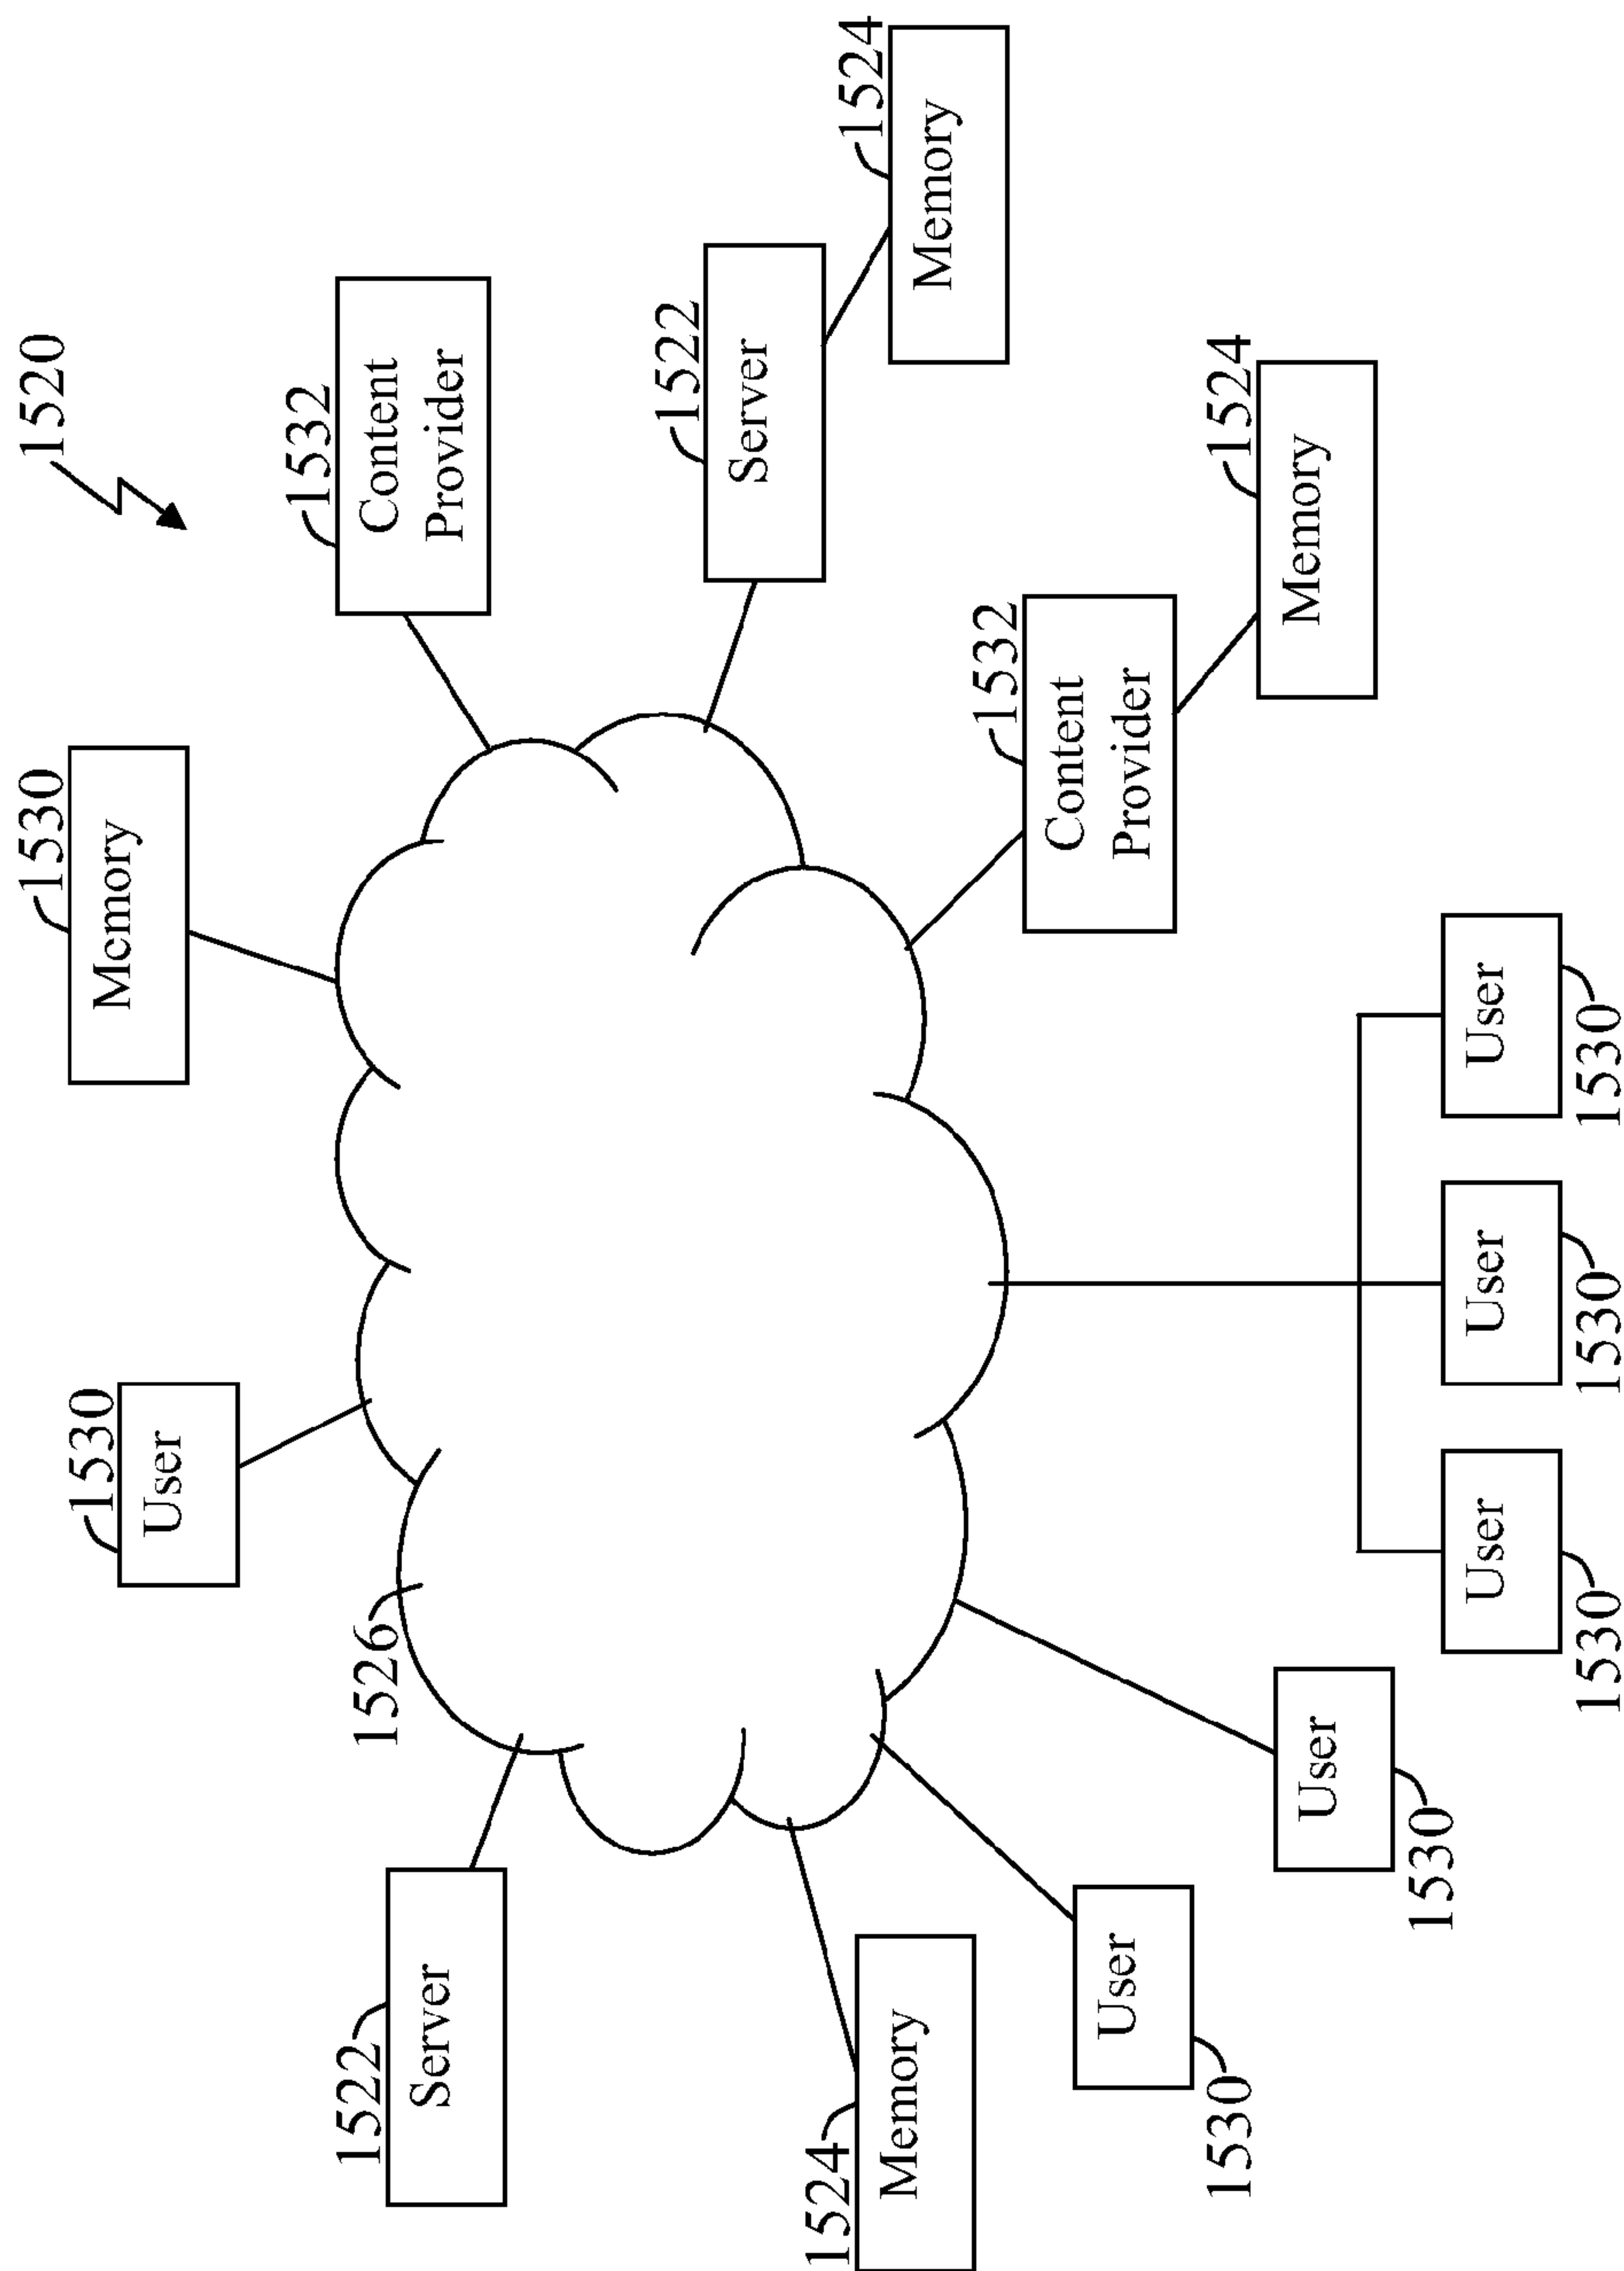 1530
1520
1530
Memory
User
1532
1522
1526
Content
Provider
Server
1522
Server
1524
1524
Memory
Memory
1532
Content
Provider
User
1530
1524
Memory
User
1530
User
User
User
1530
1530
1530